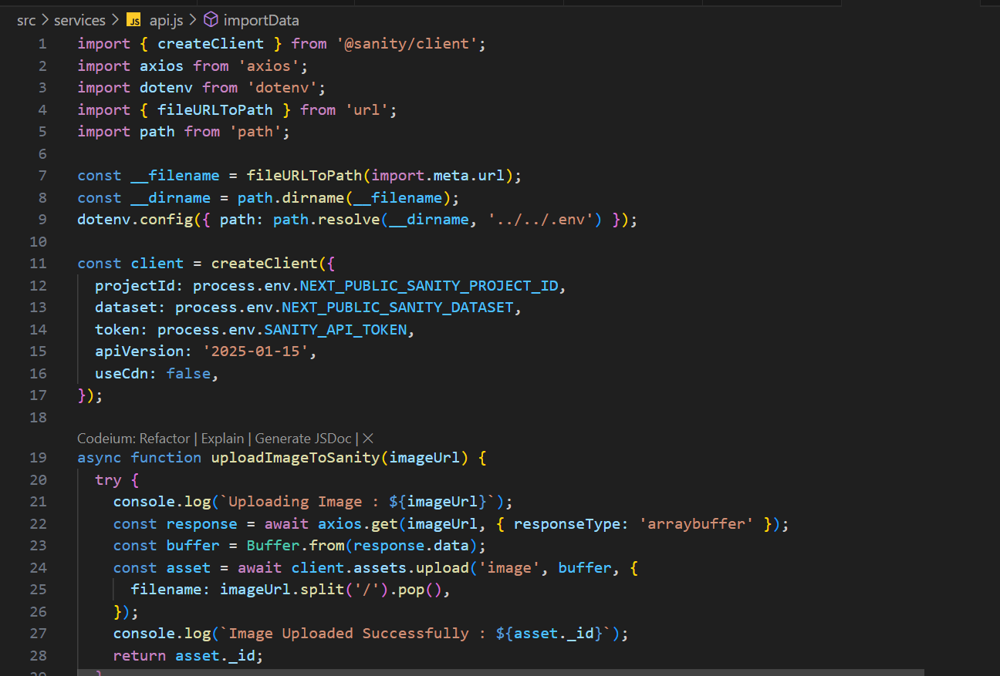 src > services > JS api.js > importData
1 import { createClient } from '@sanity/client';
2 import axios from 'axios';
3 import dotenv from 'dotenv';
4 import { fileURLToPath } from 'url';
5 import path from 'path';
6
7 const __filename = fileURLToPath(import.meta.url);
8 const __dirname = path.dirname(__filename);
9 dotenv.config({ path: path.resolve(__dirname, '../../.env') });
10
11 const client = createClient({
12   projectId: process.env.NEXT_PUBLIC_SANITY_PROJECT_ID,
13   dataset: process.env.NEXT_PUBLIC_SANITY_DATASET,
14   token: process.env.SANITY_API_TOKEN,
15   apiVersion: '2025-01-15',
16   useCdn: false,
17 });
18
Codeium: Refactor | Explain | Generate JSDoc | ×
19 async function uploadImageToSanity(imageUrl) {
20   try {
21     console.log(`Uploading Image : ${imageUrl}`);
22     const response = await axios.get(imageUrl, { responseType: 'arraybuffer' });
23     const buffer = Buffer.from(response.data);
24     const asset = await client.assets.upload('image', buffer, {
25       filename: imageUrl.split('/').pop(),
26     });
27     console.log(`Image Uploaded Successfully : ${asset._id}`);
28     return asset._id;